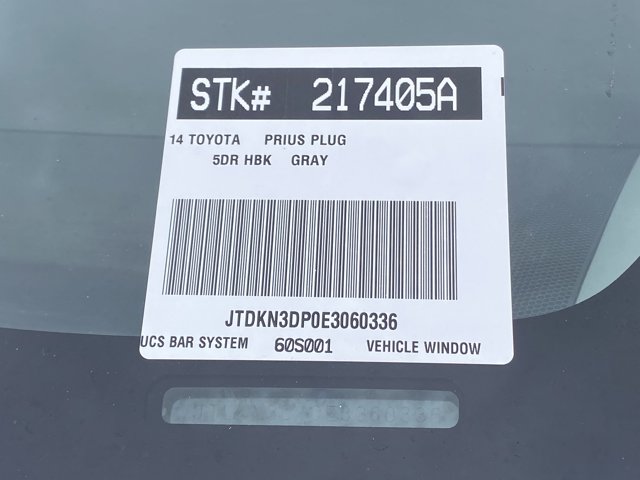 STK# 217405A
14 TOYOTA PRIUS PLUG
5DR HBK GRAY
JTDKN3DP0E3060336
UCS BAR SYSTEM 60S001 VEHICLE WINDOW